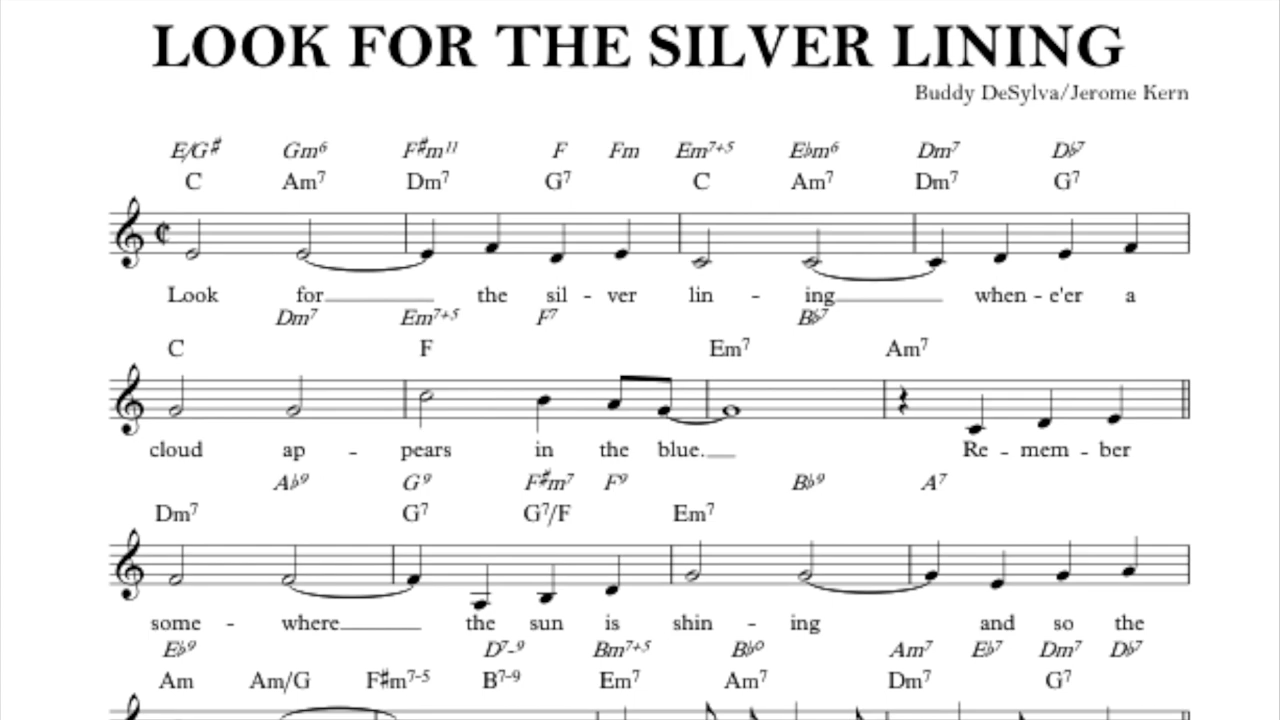 LOOK FOR THE SILVER LINING
Buddy DeSylva/Jerome Kern
E/G♯ Gm6 F♯m11 F Fm Em7+5 E♭m6 Dm7 D♭7
C Am7 Dm7 G7 C Am7 Dm7 G7
Look for the sil - ver lin - ing when - e'er a
Dm7 Em7+5 F7 B♭7
C F Em7 Am7
cloud ap - pears in the blue. Re - mem - ber
A♭9 G9 F♯m7 F9 B♭9 A7
Dm7 G7 G7/F Em7
some - where the sun is shin - ing and so the
E♭9 D7-9 Bm7+5 B♭o Am7 E♭7 Dm7 D♭7
Am Am/G F♯m7-5 B7-9 Em7 Am7 Dm7 G7